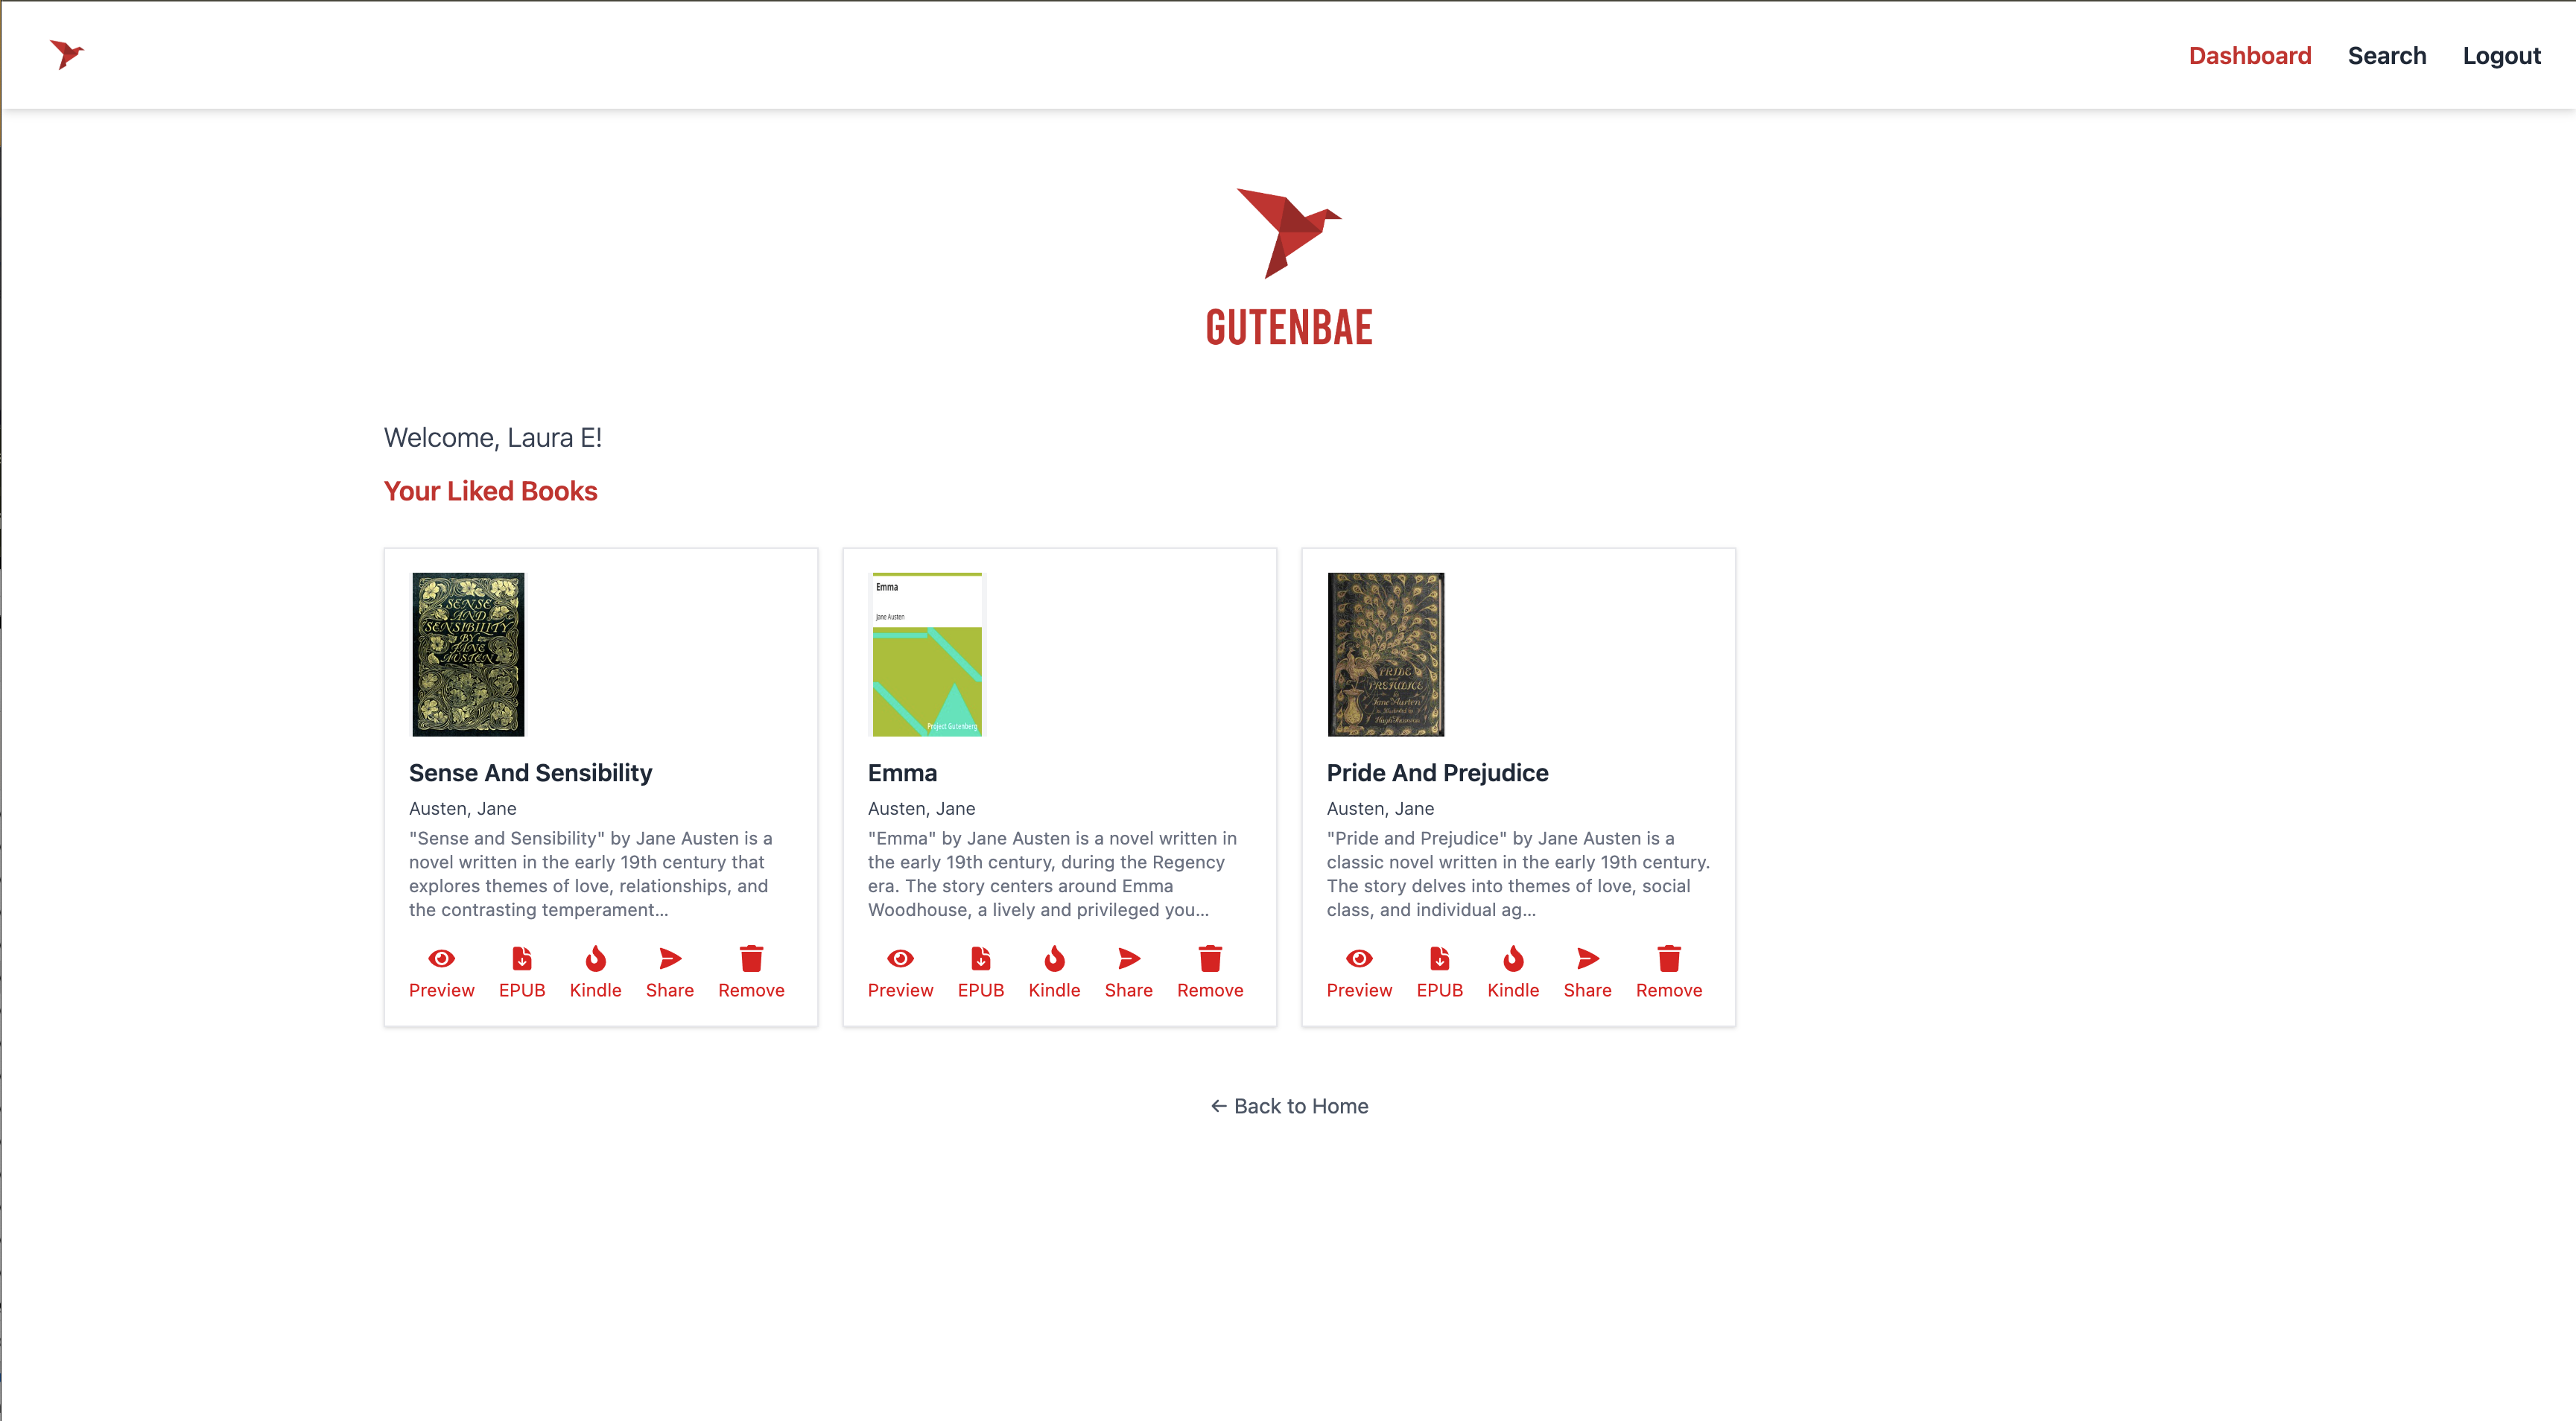 Dashboard Search Logout
GUTENBAE
Welcome, Laura E!
Your Liked Books
SENSE
AND
SENSIBILITY
BY
JANE
AUSTEN
Sense And Sensibility
Austen, Jane
"Sense and Sensibility" by Jane Austen is a
novel written in the early 19th century that
explores themes of love, relationships, and
the contrasting temperament...
Preview EPUB Kindle Share Remove
Emma
Jane Austen
Project Gutenberg
Emma
Austen, Jane
"Emma" by Jane Austen is a novel written in
the early 19th century, during the Regency
era. The story centers around Emma
Woodhouse, a lively and privileged you...
Preview EPUB Kindle Share Remove
PRIDE
and
PREJUDICE
by
Jane Austen
Pride And Prejudice
Austen, Jane
"Pride and Prejudice" by Jane Austen is a
classic novel written in the early 19th century.
The story delves into themes of love, social
class, and individual ag...
Preview EPUB Kindle Share Remove
← Back to Home